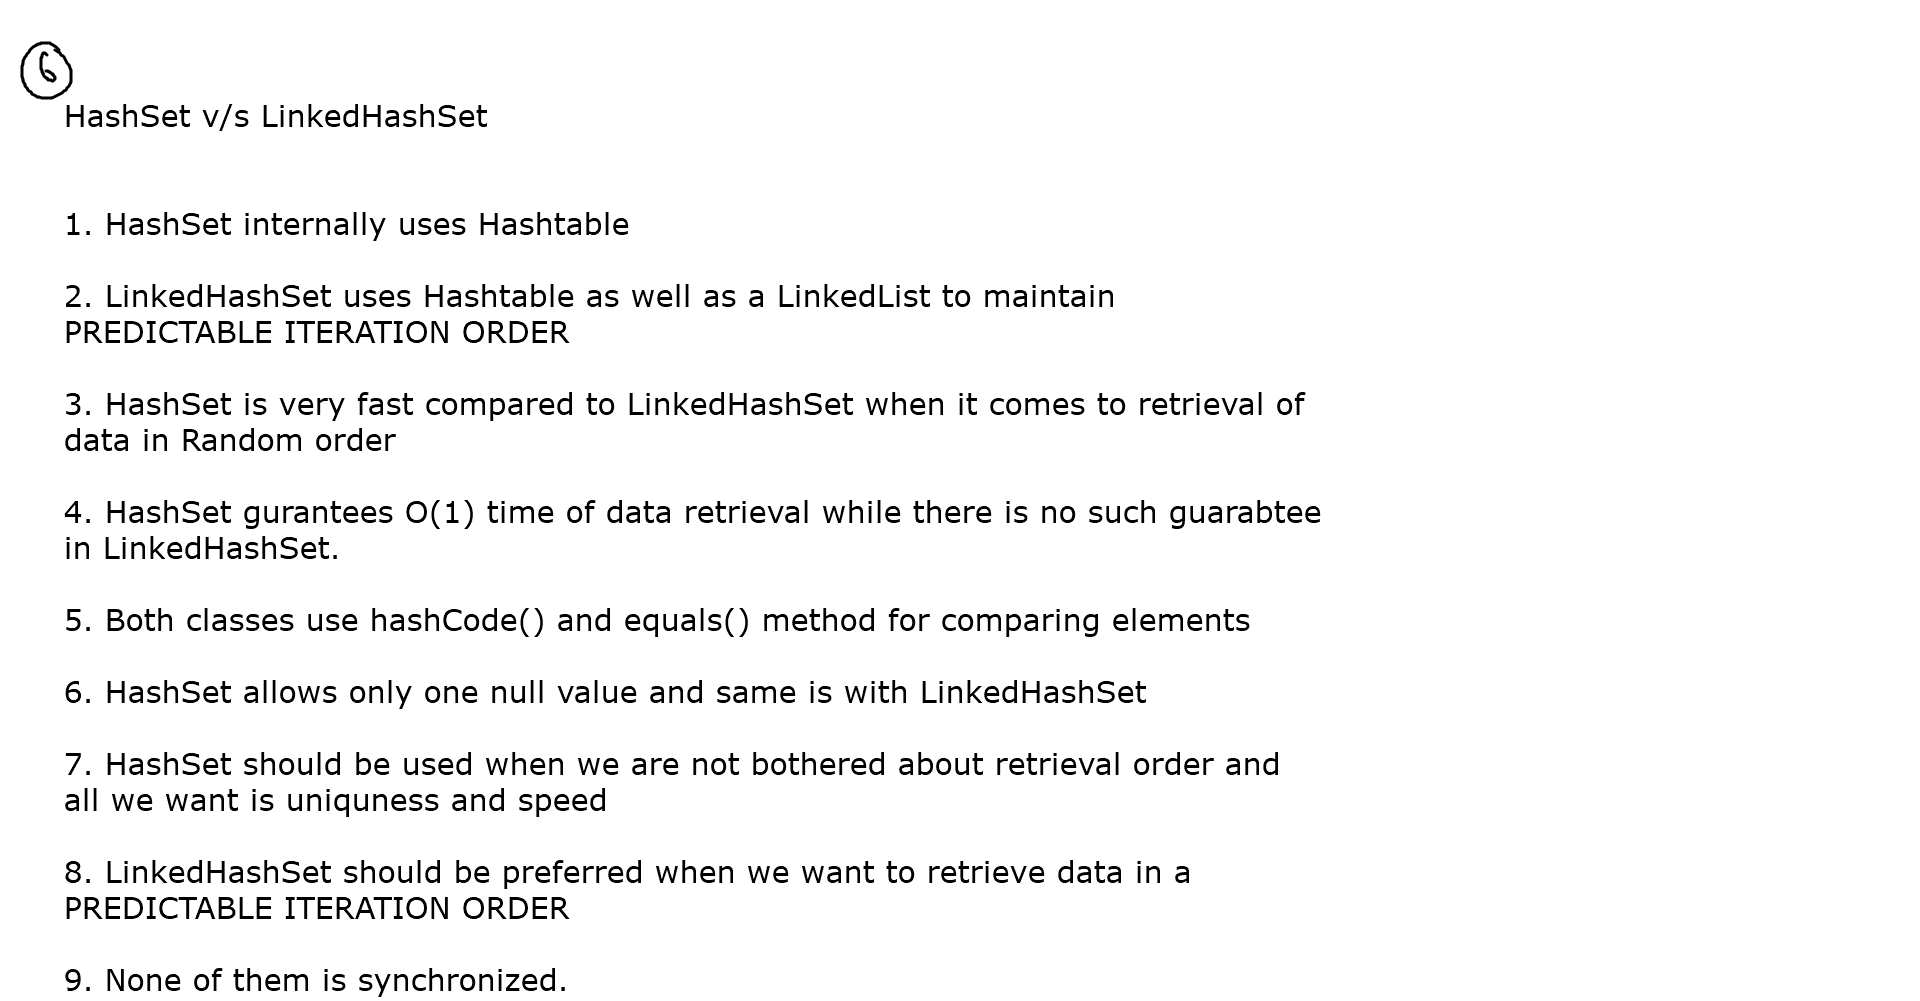 6
HashSet v/s LinkedHashSet
1. HashSet internally uses Hashtable
2. LinkedHashSet uses Hashtable as well as a LinkedList to maintain
PREDICTABLE ITERATION ORDER
3. HashSet is very fast compared to LinkedHashSet when it comes to retrieval of
data in Random order
4. HashSet gurantees O(1) time of data retrieval while there is no such guarabtee
in LinkedHashSet.
5. Both classes use hashCode() and equals() method for comparing elements
6. HashSet allows only one null value and same is with LinkedHashSet
7. HashSet should be used when we are not bothered about retrieval order and
all we want is uniquness and speed
8. LinkedHashSet should be preferred when we want to retrieve data in a
PREDICTABLE ITERATION ORDER
9. None of them is synchronized.